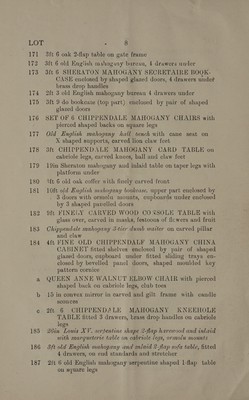 LOT 8
171 3ft 6 oak 2-flap table on gate frame
172 3ft 6 old English mahogany bureau, 4 drawers under
173 3ft 6 SHERATON MAHOGANY SECRETAIRE BOOK-
CASE enclosed by shaped glazed doors, 4 drawers under
brass drop handles
174 2ft 3 old English mahogany bureau 4 drawers under
175 3ft 9 do bookcase (top part) enclosed by pair of shaped
glazed doors
176 SET OF 6 CHIPPENDALE MAHOGANY CHAIRS with
pierced shaped backs on square legs
177 Old English mahogany hall couch with cane seat on
X shaped supports, carved lion claw feet
178 3ft CHIPPENDALE MAHOGANY CARD TABLE on
cabriole legs, carved knees, ball and claw feet
179 19in Sheraton mahogany and inlaid table on taper legs with
platform under
180 4ft 6 old oak coffer with finely carved front
181 10ft old English mahogany bookcase, upper part enclosed by
3 doors with ormolu mounts, cupboards under enclosed
by 3 shaped panelled doors
182 5ft FINELY CARVED WOOD CONSOLE TABLE with
glass over, carved in masks, festoons of flowers and fruit
183 Chippendale mahogany 3-tier dumb waiter on carved pillar
and claw
184 4ft FINE OLD CHIPPENDALE MAHOGANY CHINA
CABINET fitted shelves enclosed by pair of shaped
glazed doors, cupboard under fitted sliding trays en-
closed by bevelled panel doors, shaped moulded key
pattern cornice
a QUEEN ANNE WALNUT ELBOW CHAIR with pierced
shaped back on cabriole legs, club toes
b 15 in convex mirror in carved and gilt frame with candle
sconces
c 2ft 6 CHIPPENDALE MAHOGANY KNEEHOLE
TABLE fitted 3 drawers, brass drop handles on cabriole
legs
185 35in Louis XV. serpentine shape 2-flap harewood and inlaid
with marqueterie table on cabriole legs, ormolu mounts
186 3ft old English mahogany and inlaid 2-flap sofa table, fitted
4 drawers, on end standards and stretcher
187 2ft 6 old English mahogany serpentine shaped 1-flap table
on square legs